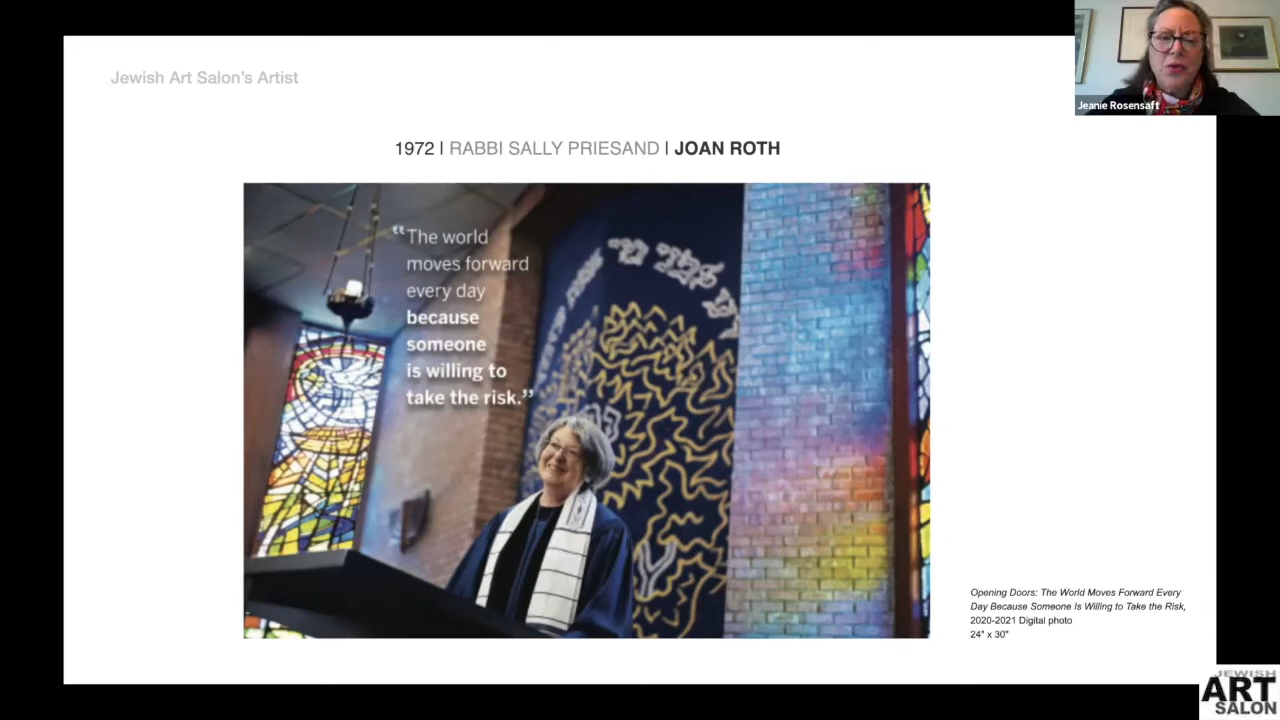 Jewish Art Salon's Artist
Jeanie Rosensaft
1972 | RABBI SALLY PRIESAND | JOAN ROTH
“The world
moves forward
every day
because
someone
is willing to
take the risk.”
Opening Doors: The World Moves Forward Every
Day Because Someone Is Willing to Take the Risk,
2020-2021 Digital photo
24" x 30"
JEWISH
ART
SALON